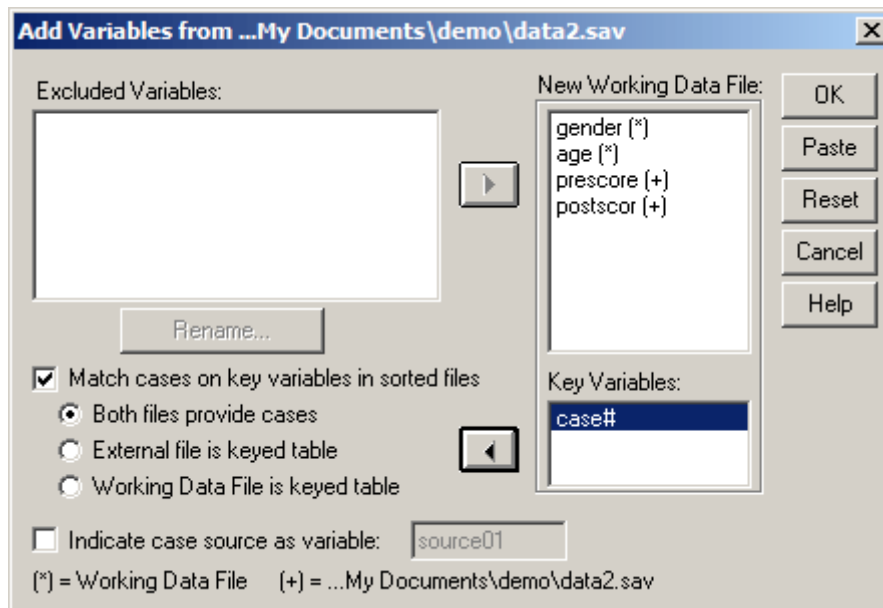 Add Variables from ...My Documents\demo\data2.sav
Excluded Variables:
Rename...
New Working Data File:
gender (*)
age (*)
prescore (+)
postscor (+)
OK
Paste
Reset
Cancel
Help
Match cases on key variables in sorted files
Both files provide cases
External file is keyed table
Working Data File is keyed table
Key Variables:
case#
Indicate case source as variable: source01
(*) = Working Data File (+) = ...My Documents\demo\data2.sav